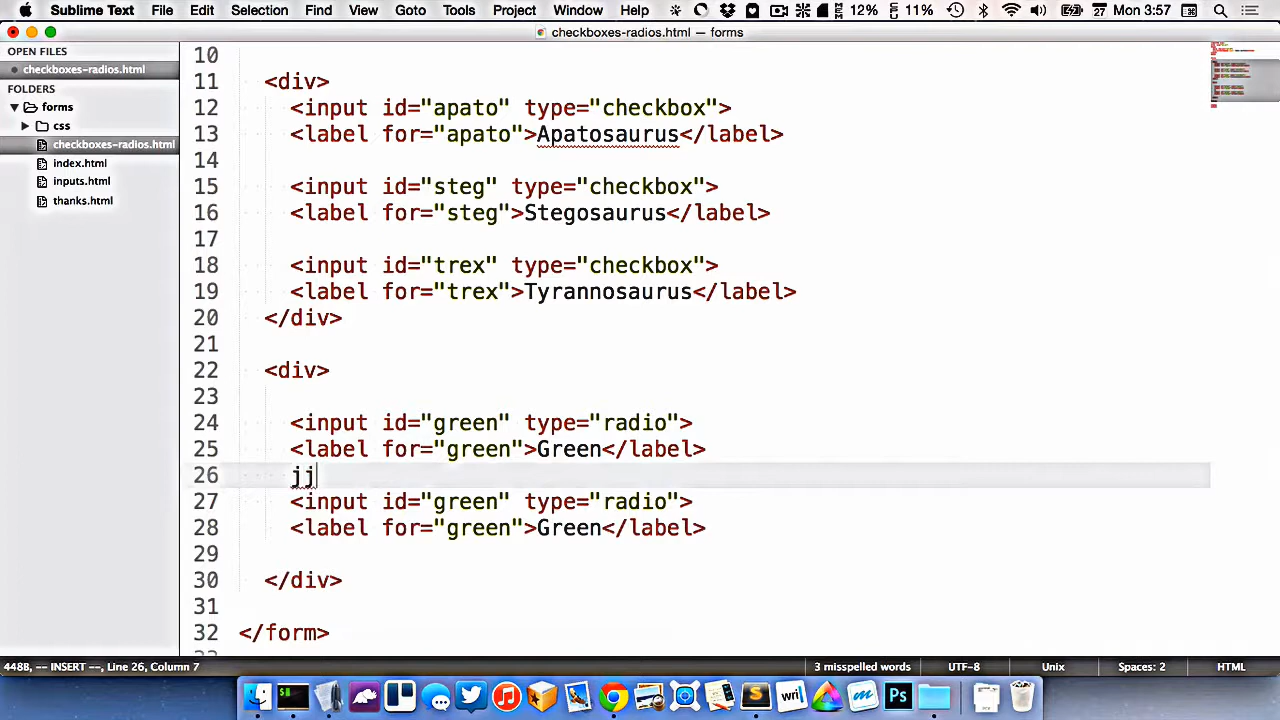 Sublime Text File Edit Selection Find View Goto Tools Project Window Help 12% 11% 27 Mon 3:57
checkboxes-radios.html — forms
OPEN FILES
checkboxes-radios.html
FOLDERS
forms
css
checkboxes-radios.html
index.html
inputs.html
thanks.html
10
11 <div>
12 <input id="apato" type="checkbox">
13 <label for="apato">Apatosaurus</label>
14
15 <input id="steg" type="checkbox">
16 <label for="steg">Stegosaurus</label>
17
18 <input id="trex" type="checkbox">
19 <label for="trex">Tyrannosaurus</label>
20 </div>
21
22 <div>
23
24 <input id="green" type="radio">
25 <label for="green">Green</label>
26 jj
27 <input id="green" type="radio">
28 <label for="green">Green</label>
29
30 </div>
31
32 </form>
448B, -- INSERT --, Line 26, Column 7 3 misspelled words UTF-8 Unix Spaces: 2 HTML
wri Ps